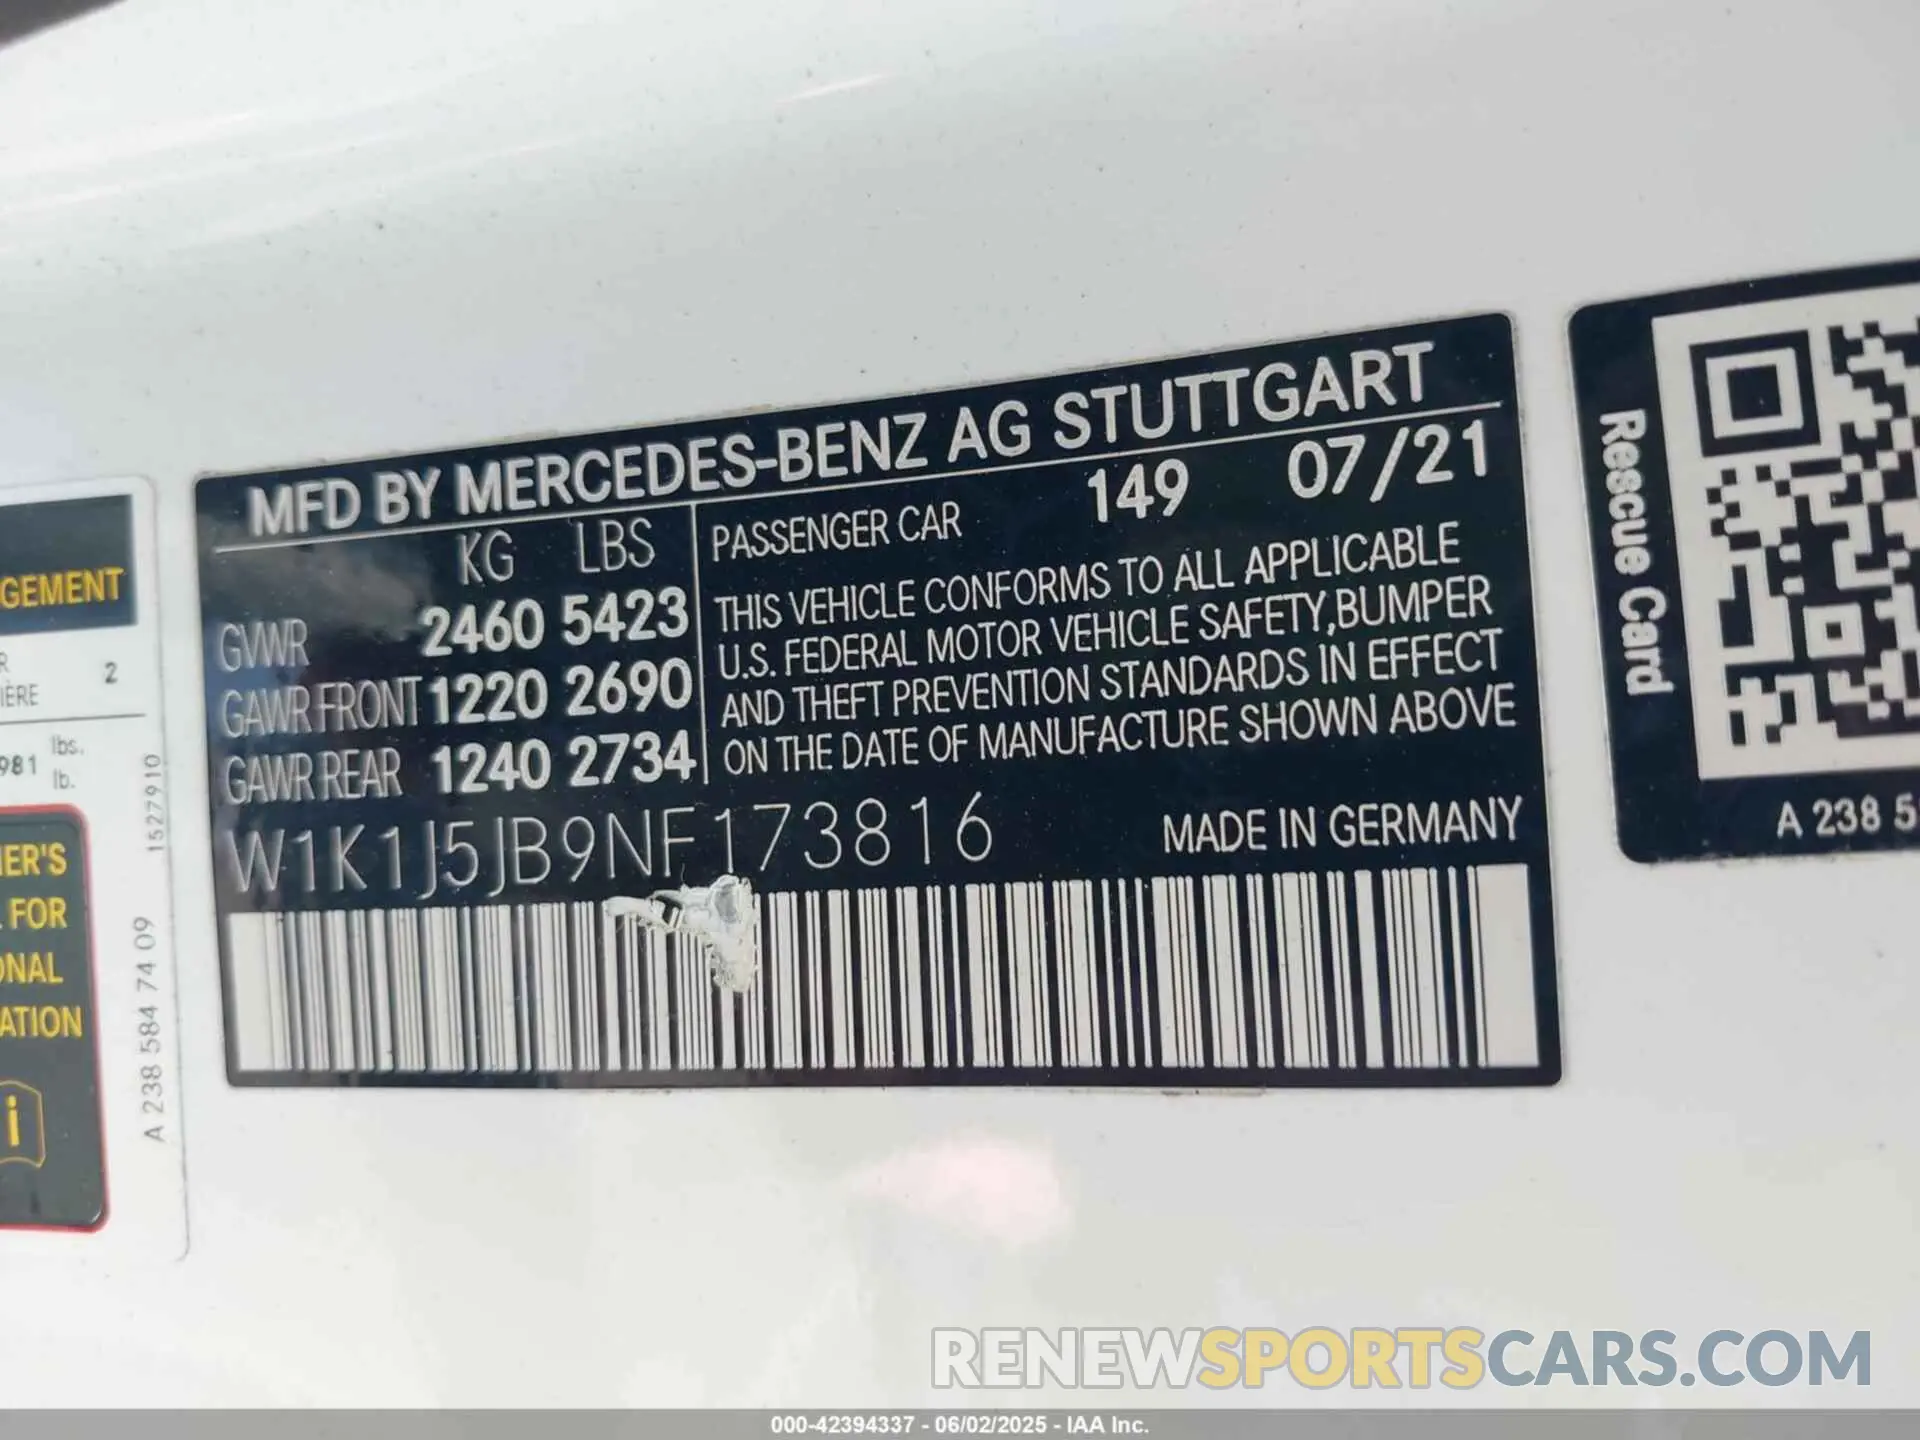 MFD BY MERCEDES-BENZ AG STUTTGART
KG LBS
GVWR 2460 5423
GAWR FRONT 1220 2690
GAWR REAR 1240 2734
PASSENGER CAR 149 07/21
THIS VEHICLE CONFORMS TO ALL APPLICABLE
U.S. FEDERAL MOTOR VEHICLE SAFETY,BUMPER
AND THEFT PREVENTION STANDARDS IN EFFECT
ON THE DATE OF MANUFACTURE SHOWN ABOVE
W1K1J5JB9NF173816
MADE IN GERMANY
Rescue Card
A 238 5
GEMENT
R 2
IÈRE
981 lbs.
lb.
1527910
A 238 584 74 09
ER'S
FOR
ONAL
ATION
i
RENEWSPORTSCARS.COM
000-42394337 - 06/02/2025 - IAA Inc.